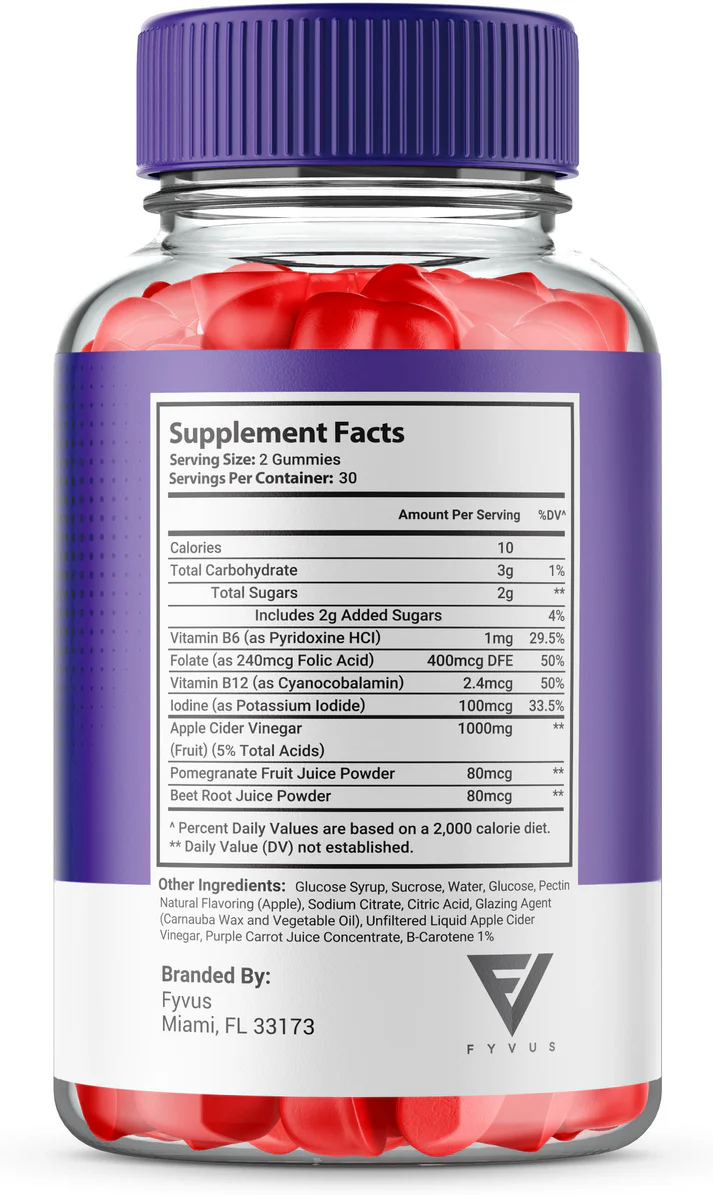 Supplement Facts
Serving Size: 2 Gummies
Servings Per Container: 30
Amount Per Serving %DV^
Calories 10
Total Carbohydrate 3g 1%
Total Sugars 2g **
Includes 2g Added Sugars 4%
Vitamin B6 (as Pyridoxine HCI) 1mg 29.5%
Folate (as 240mcg Folic Acid) 400mcg DFE 50%
Vitamin B12 (as Cyanocobalamin) 2.4mcg 50%
Iodine (as Potassium Iodide) 100mcg 33.5%
Apple Cider Vinegar 1000mg **
(Fruit) (5% Total Acids)
Pomegranate Fruit Juice Powder 80mcg **
Beet Root Juice Powder 80mcg **
^ Percent Daily Values are based on a 2,000 calorie diet.
** Daily Value (DV) not established.
Other Ingredients: Glucose Syrup, Sucrose, Water, Glucose, Pectin
Natural Flavoring (Apple), Sodium Citrate, Citric Acid, Glazing Agent
(Carnauba Wax and Vegetable Oil), Unfiltered Liquid Apple Cider
Vinegar, Purple Carrot Juice Concentrate, B-Carotene 1%
Branded By:
Fyvus
Miami, FL 33173
FYVUS